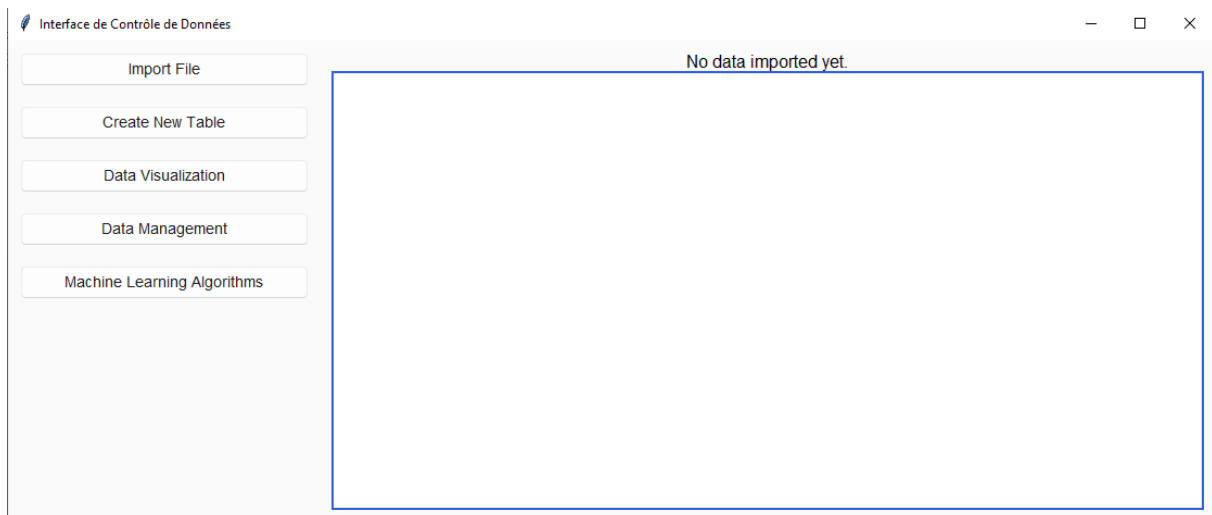 Interface de Contrôle de Données
Import File
No data imported yet.
Create New Table
Data Visualization
Data Management
Machine Learning Algorithms